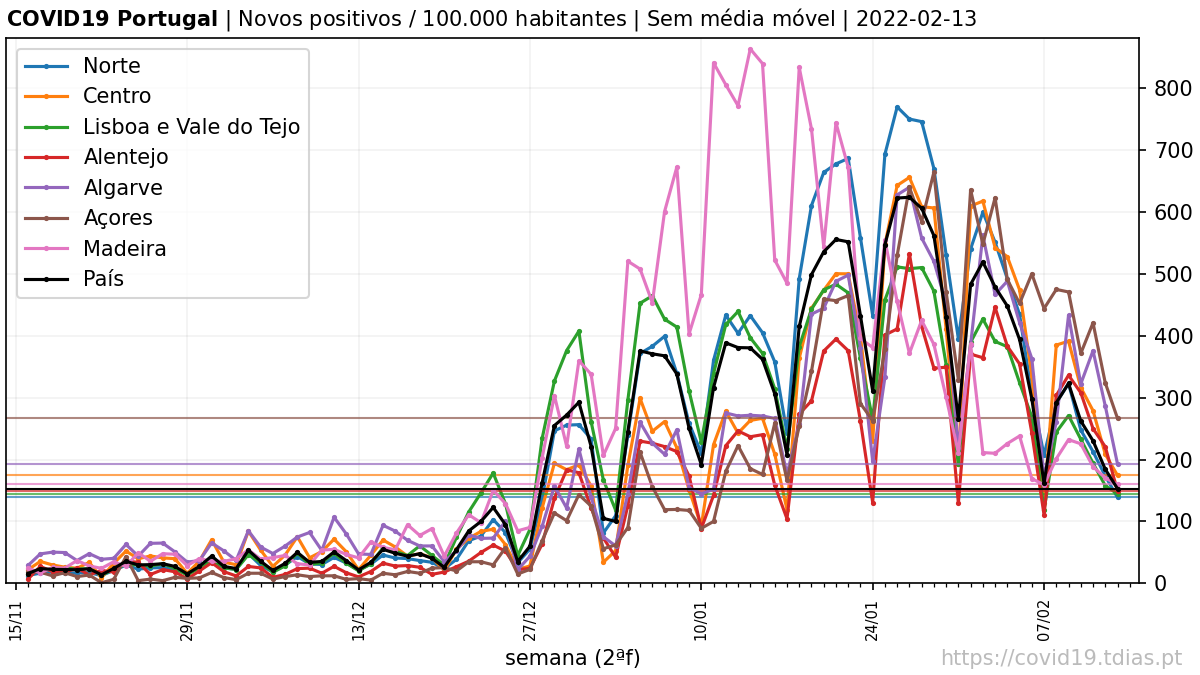 COVID19 Portugal | Novos positivos / 100.000 habitantes | Sem média móvel | 2022-02-13
Norte
Centro
Lisboa e Vale do Tejo
Alentejo
Algarve
Açores
Madeira
País
800
700
600
500
400
300
200
100
0
15/11
29/11
13/12
27/12
10/01
24/01
07/02
semana (2ªf)
https://covid19.tdias.pt